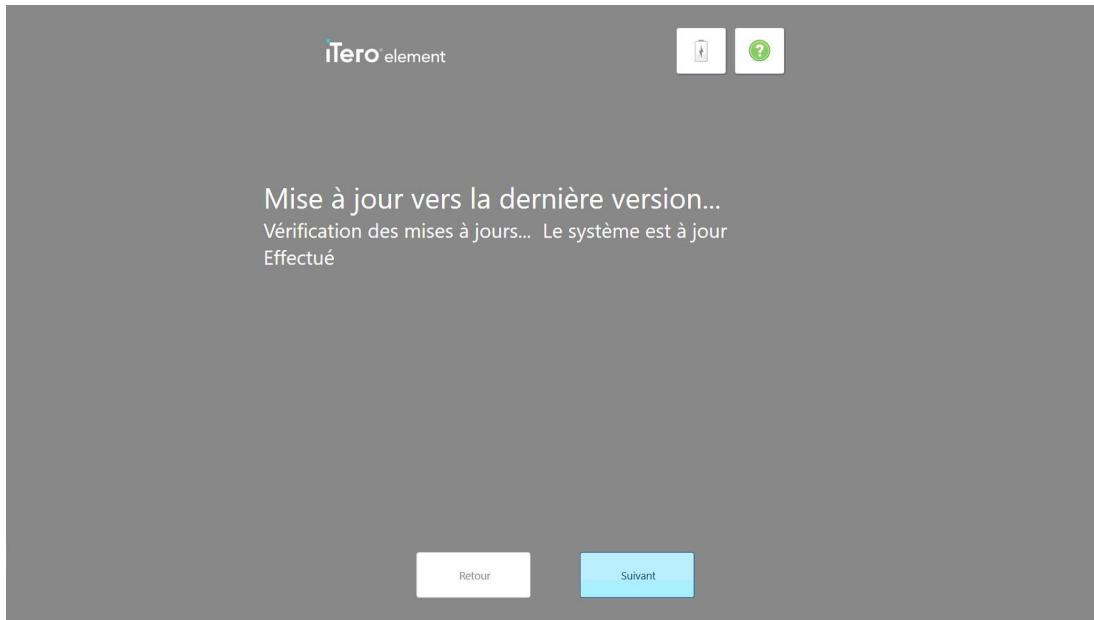 iTero element
Mise à jour vers la dernière version...
Vérification des mises à jours... Le système est à jour
Effectué
Retour
Suivant